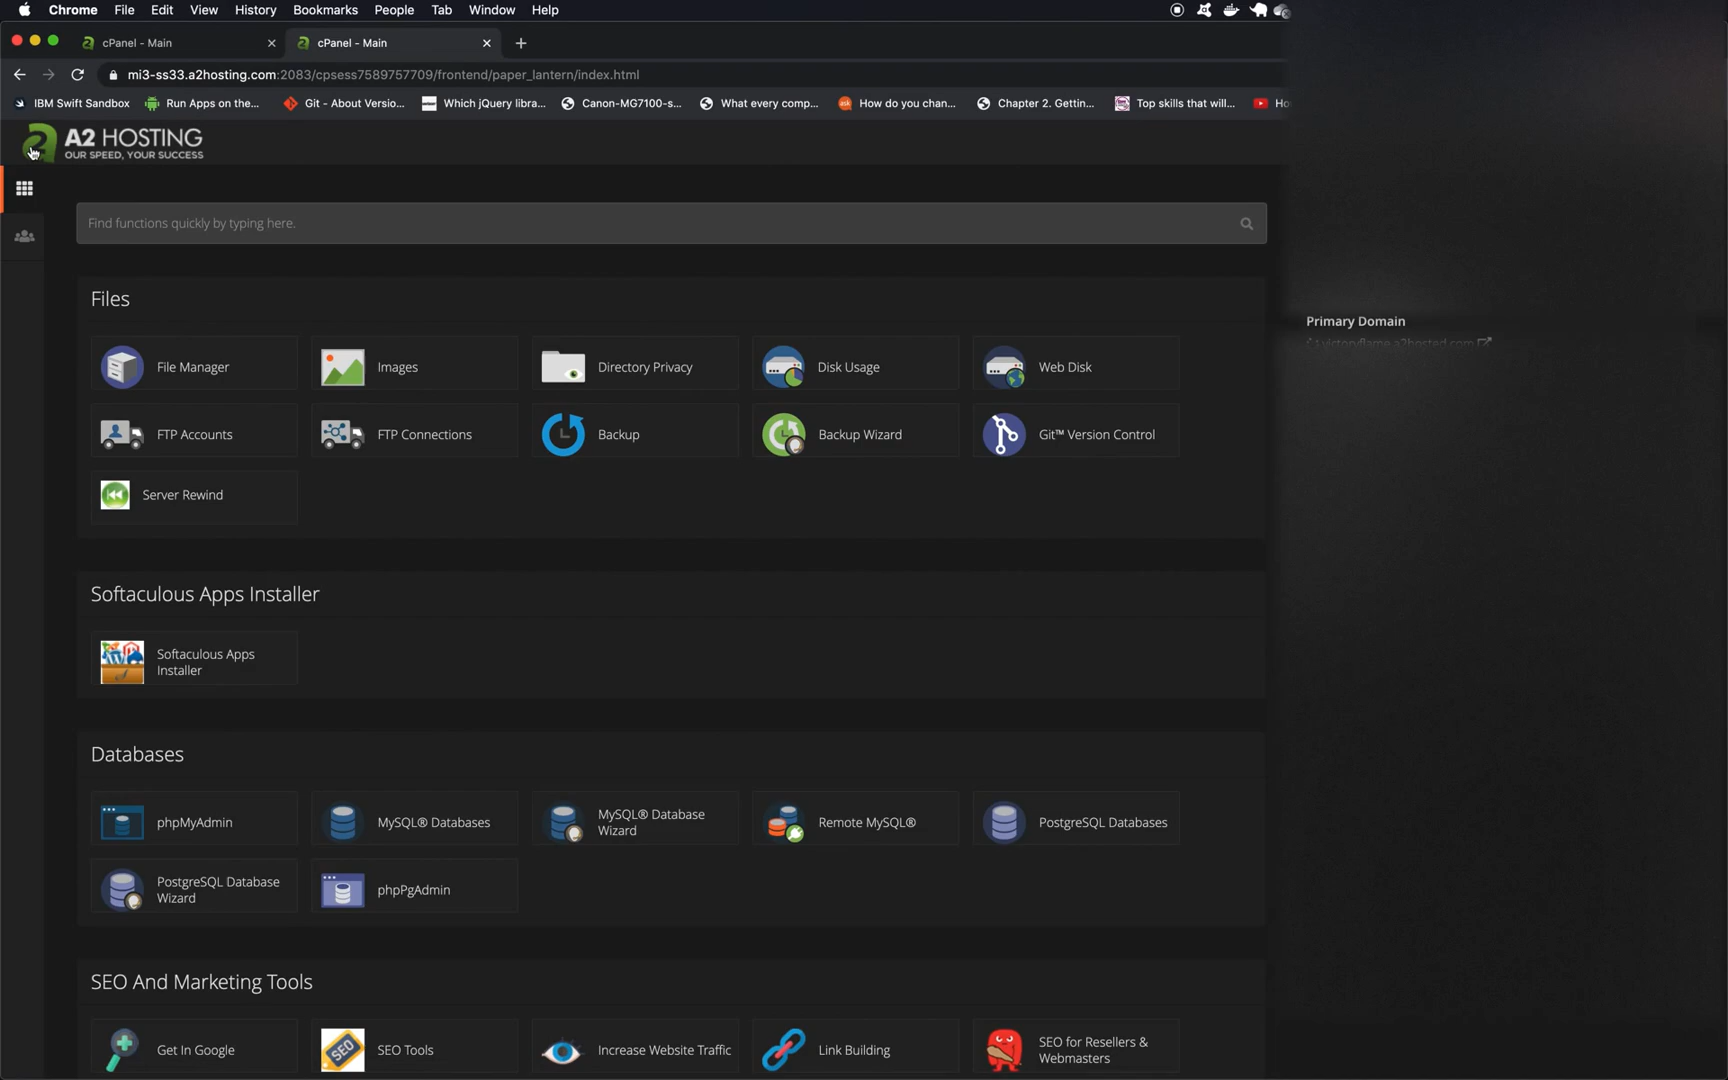 Chrome File Edit View History Bookmarks People Tab Window Help
cPanel - Main
cPanel - Main
mi3-ss33.a2hosting.com:2083/cpsess7589757709/frontend/paper_lantern/index.html
IBM Swift Sandbox
Run Apps on the...
Git - About Versio...
Which jQuery libra...
Canon-MG7100-s...
What every comp...
How do you chan...
Chapter 2. Gettin...
Top skills that will...
A2 HOSTING
OUR SPEED, YOUR SUCCESS
Find functions quickly by typing here.
Primary Domain
Files
File Manager
Images
Directory Privacy
Disk Usage
Web Disk
FTP Accounts
FTP Connections
Backup
Backup Wizard
Git™ Version Control
Server Rewind
Softaculous Apps Installer
Softaculous Apps
Installer
Databases
phpMyAdmin
MySQL® Databases
MySQL® Database
Wizard
Remote MySQL®
PostgreSQL Databases
PostgreSQL Database
Wizard
phpPgAdmin
SEO And Marketing Tools
Get In Google
SEO
SEO Tools
Increase Website Traffic
Link Building
SEO for Resellers &
Webmasters